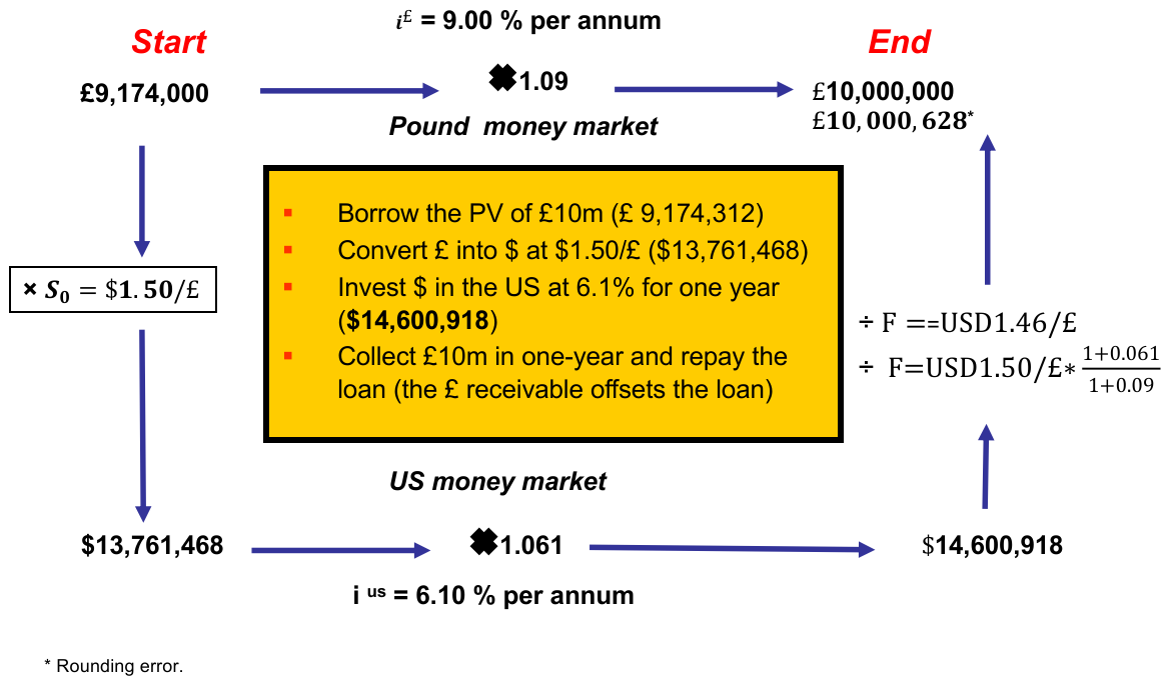 i£ = 9.00 % per annum
Start
End
£9,174,000
✖1.09
£10,000,000
£10,000,628*
Pound money market
▪ Borrow the PV of £10m (£ 9,174,312)
▪ Convert £ into $ at $1.50/£ ($13,761,468)
▪ Invest $ in the US at 6.1% for one year
($14,600,918)
▪ Collect £10m in one-year and repay the
loan (the £ receivable offsets the loan)
× S₀ = $1.50/£
÷ F ==USD1.46/£
÷ F=USD1.50/£* (1+0.061)/(1+0.09)
US money market
$13,761,468
✖1.061
$14,600,918
i us = 6.10 % per annum
* Rounding error.